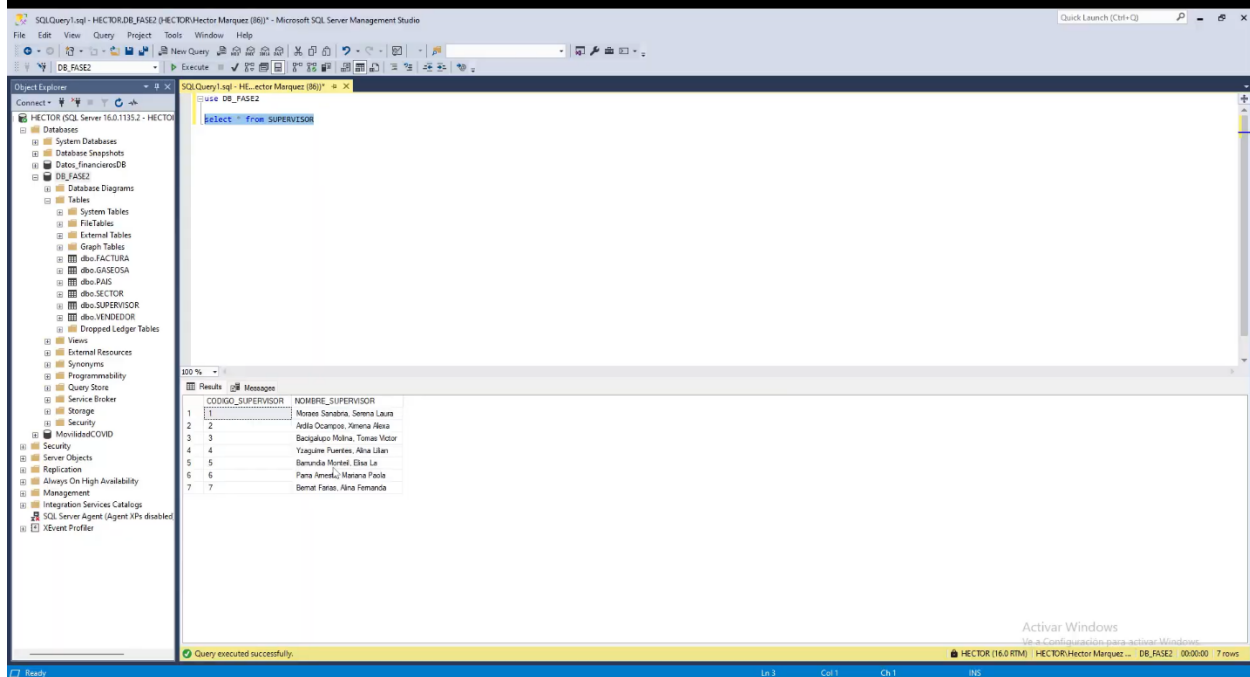 SQLQuery1.sql - HECTOR.DB_FASE2 (HECTOR\Hector Marquez (86))* - Microsoft SQL Server Management Studio
Quick Launch (Ctrl+Q)
File Edit View Query Project Tools Window Help
New Query
DB_FASE2
Execute
Object Explorer
SQLQuery1.sql - HE...ector Marquez (86))*
Connect
use DB_FASE2
select * from SUPERVISOR
HECTOR (SQL Server 16.0.1135.2 - HECTO
Databases
System Databases
Database Snapshots
Datos_financierosDB
DB_FASE2
Database Diagrams
Tables
System Tables
FileTables
External Tables
Graph Tables
dbo.FACTURA
dbo.GASEOSA
dbo.PAIS
dbo.SECTOR
dbo.SUPERVISOR
dbo.VENDEDOR
Dropped Ledger Tables
Views
External Resources
Synonyms
Programmability
Query Store
Service Broker
Storage
Security
MovilidadCOVID
Security
Server Objects
Replication
Always On High Availability
Management
Integration Services Catalogs
SQL Server Agent (Agent XPs disabled
XEvent Profiler
100 %
Results Messages
CODIGO_SUPERVISOR NOMBRE_SUPERVISOR
1 1 Moraes Sanabria, Serena Laura
2 2 Ardila Ocampos, Ximena Alexa
3 3 Bacigalupo Molina, Tomas Victor
4 4 Yzaguirre Puentes, Alina Lilian
5 5 Barrundia Monteil, Elisa La
6 6 Parra Mariana Paola
7 7 Bernat Farias, Alina Fernanda
Activar Windows
Ve a Configuración para activar Windows.
Query executed successfully.
HECTOR (16.0 RTM) HECTOR\Hector Marquez ... DB_FASE2 00:00:00 7 rows
Ready
Ln 3 Col 1 Ch 1 INS